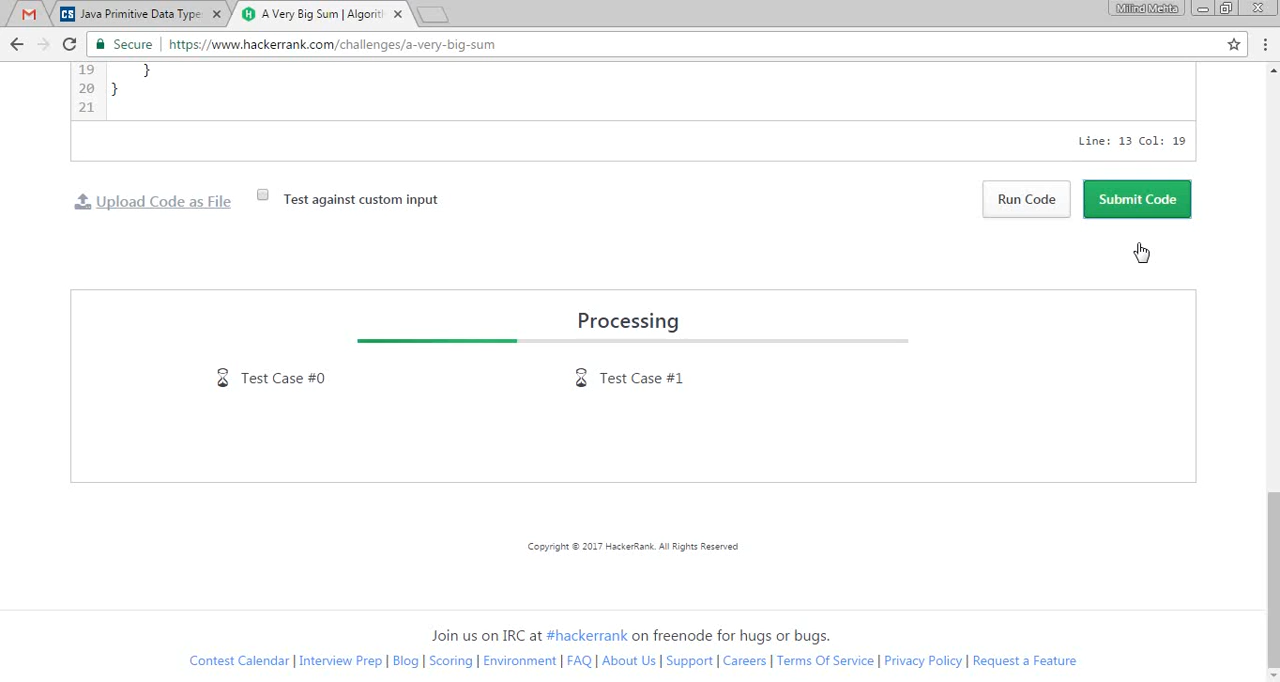 Java Primitive Data Type
A Very Big Sum | Algorith
Milind Mehta
Secure https://www.hackerrank.com/challenges/a-very-big-sum
19 }
20 }
21
Line: 13 Col: 19
Upload Code as File Test against custom input Run Code Submit Code
Processing
Test Case #0 Test Case #1
Copyright © 2017 HackerRank. All Rights Reserved
Join us on IRC at #hackerrank on freenode for hugs or bugs.
Contest Calendar | Interview Prep | Blog | Scoring | Environment | FAQ | About Us | Support | Careers | Terms Of Service | Privacy Policy | Request a Feature